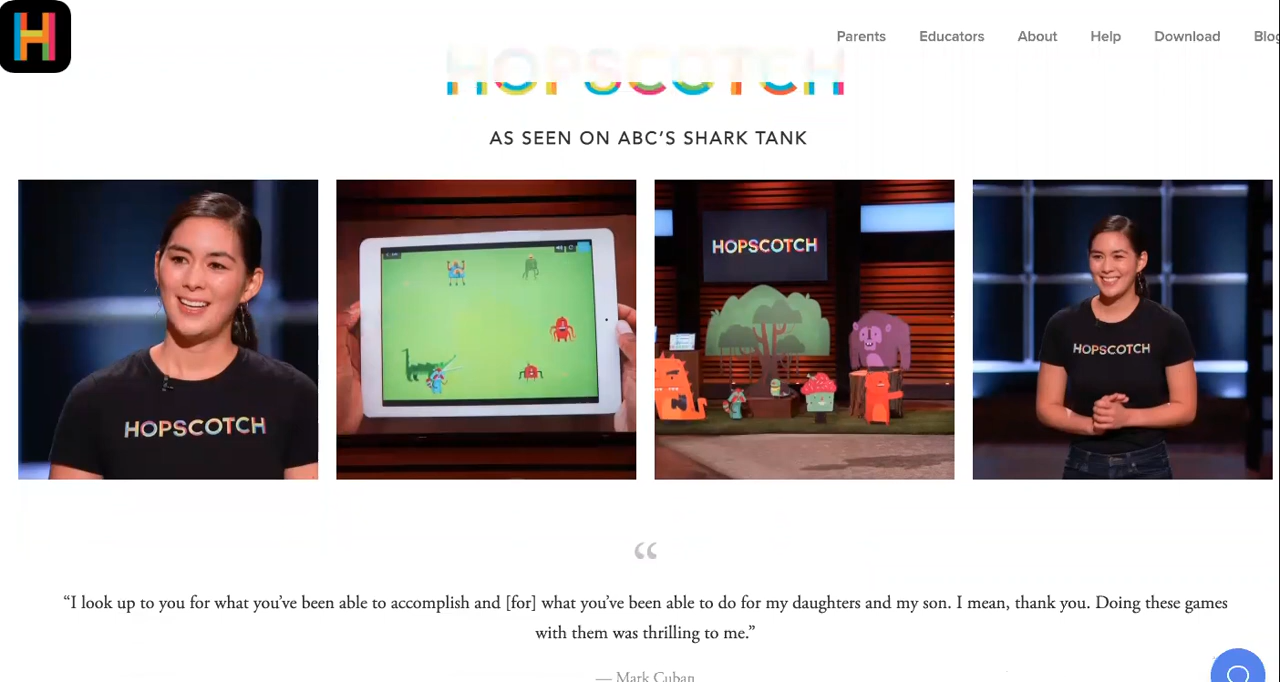 H
Parents Educators About Help Download Blog
HOPSCOTCH
AS SEEN ON ABC'S SHARK TANK
HOPSCOTCH
HOPSCOTCH
HOPSCOTCH
“
“I look up to you for what you’ve been able to accomplish and [for] what you’ve been able to do for my daughters and my son. I mean, thank you. Doing these games
with them was thrilling to me.”
— Mark Cuban